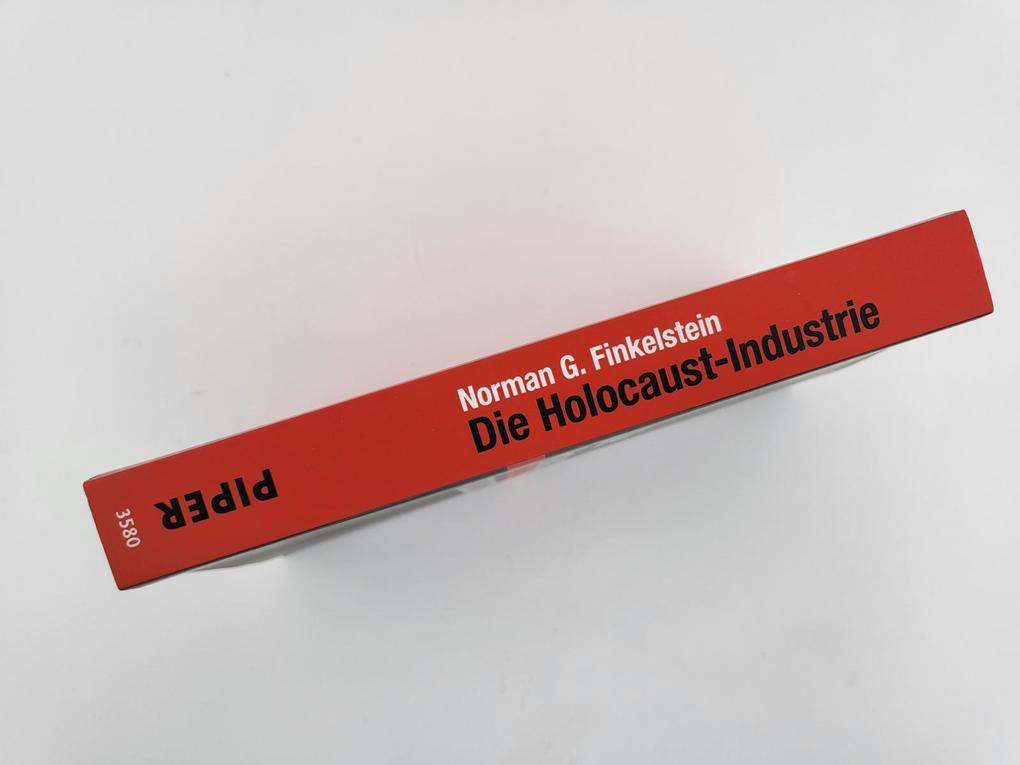 Norman G. Finkelstein
Die Holocaust-Industrie
PIPER
3580